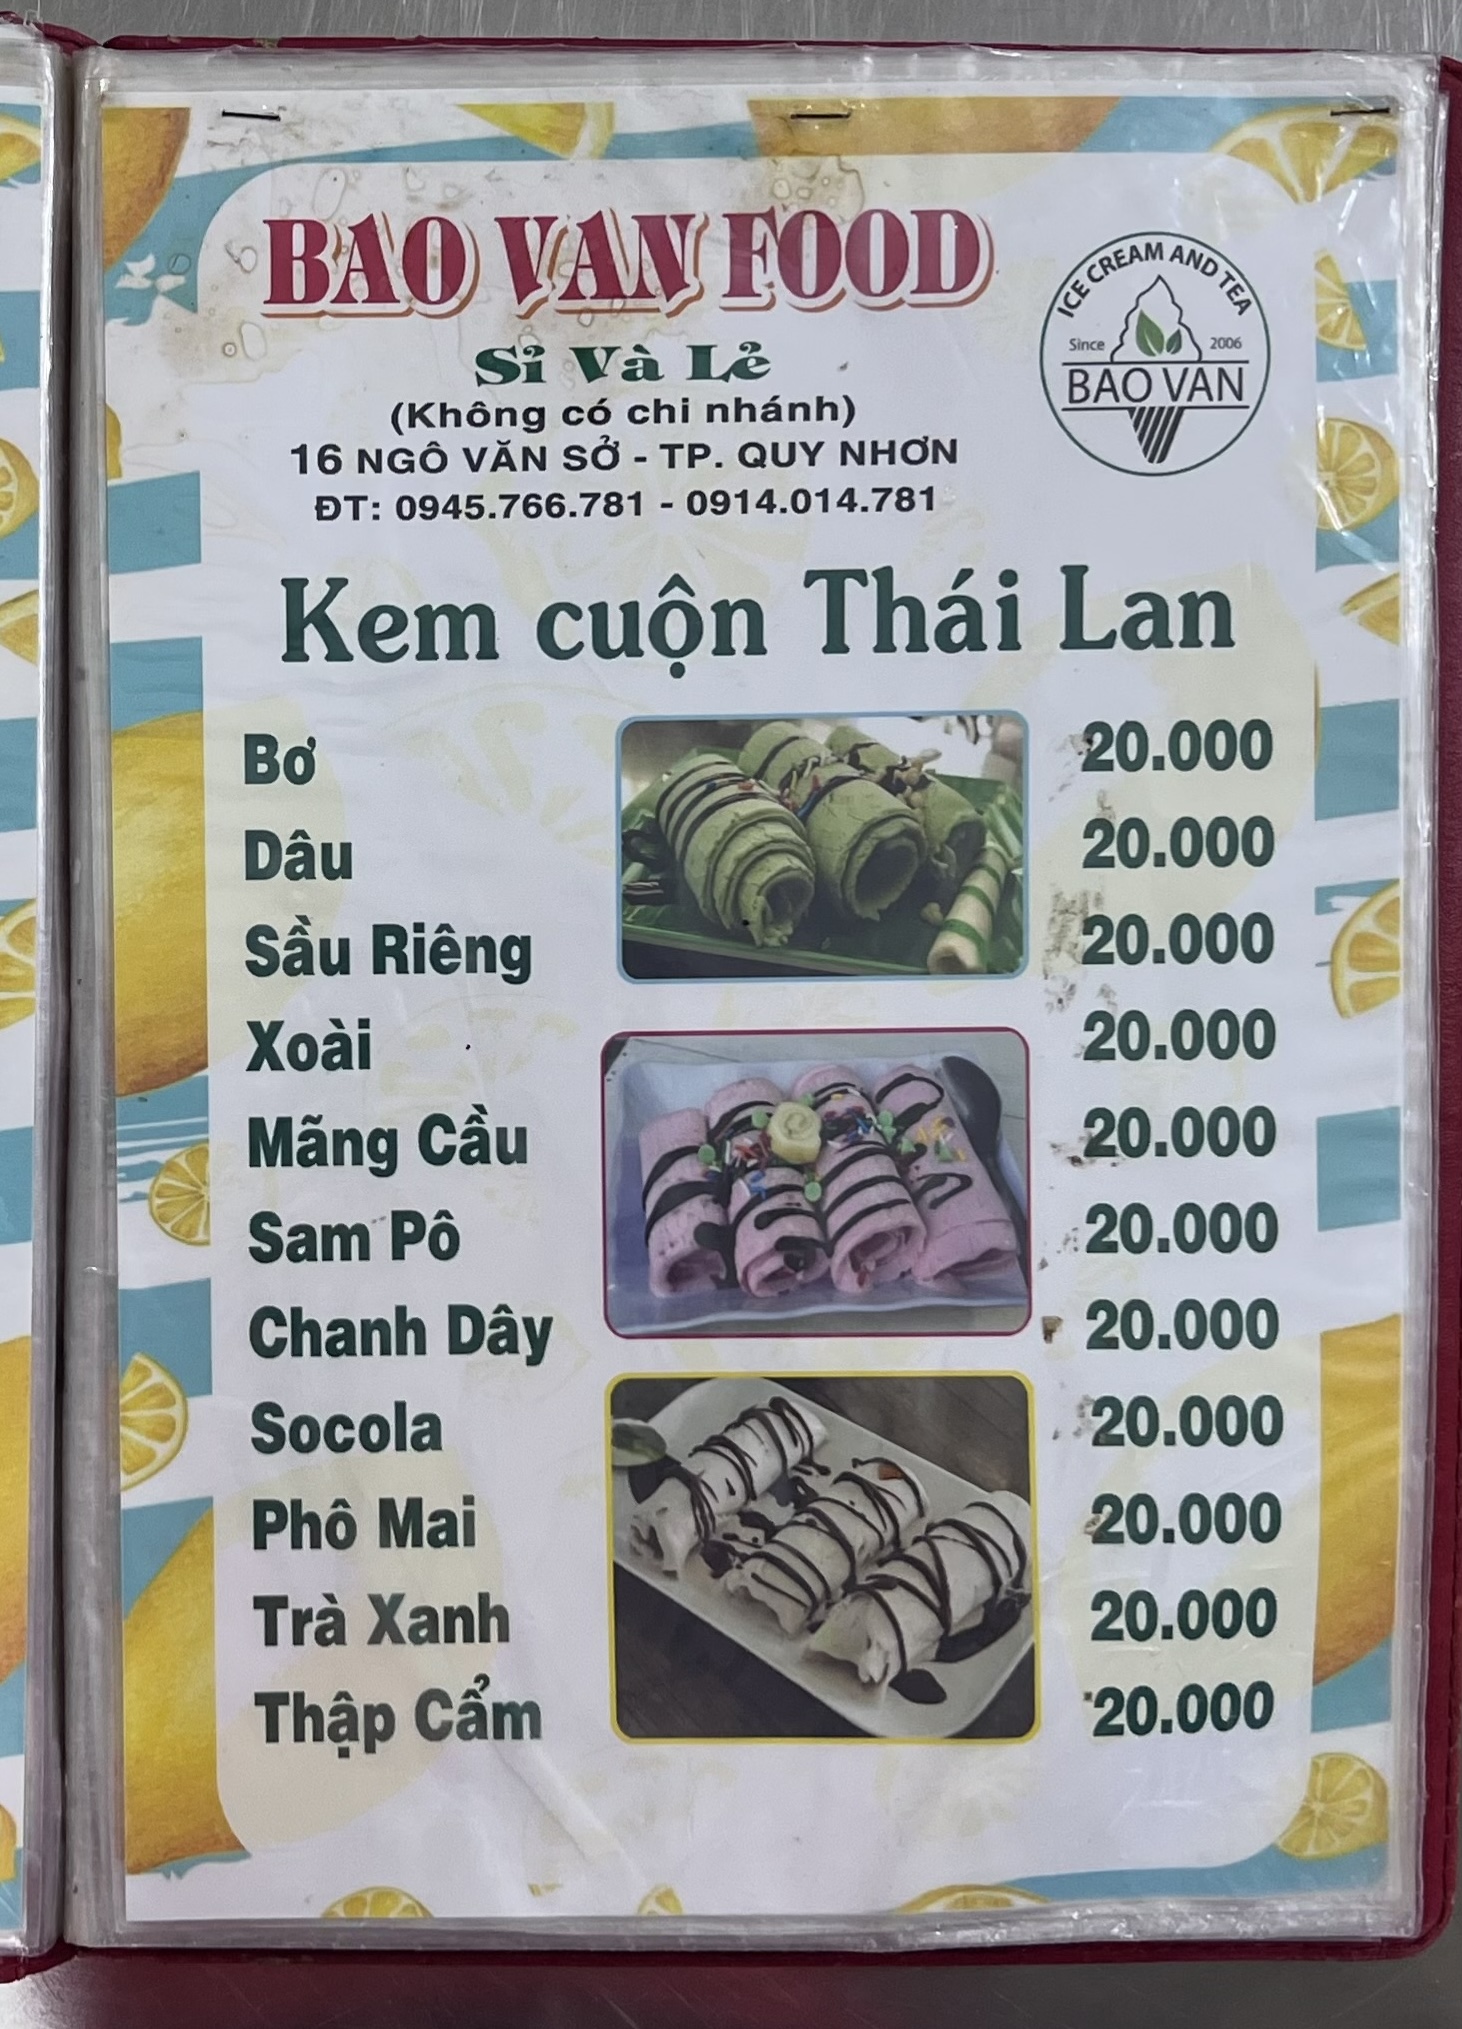 BAO VAN FOOD
Sỉ Và Lẻ
(Không có chi nhánh)
16 NGÔ VĂN SỞ - TP. QUY NHƠN
ĐT: 0945.766.781 - 0914.014.781
ICE CREAM AND TEA
Since 2006
BAO VAN
Kem cuộn Thái Lan
Bơ 20.000
Dâu 20.000
Sầu Riêng 20.000
Xoài 20.000
Mãng Cầu 20.000
Sam Pô 20.000
Chanh Dây 20.000
Socola 20.000
Phô Mai 20.000
Trà Xanh 20.000
Thập Cẩm 20.000